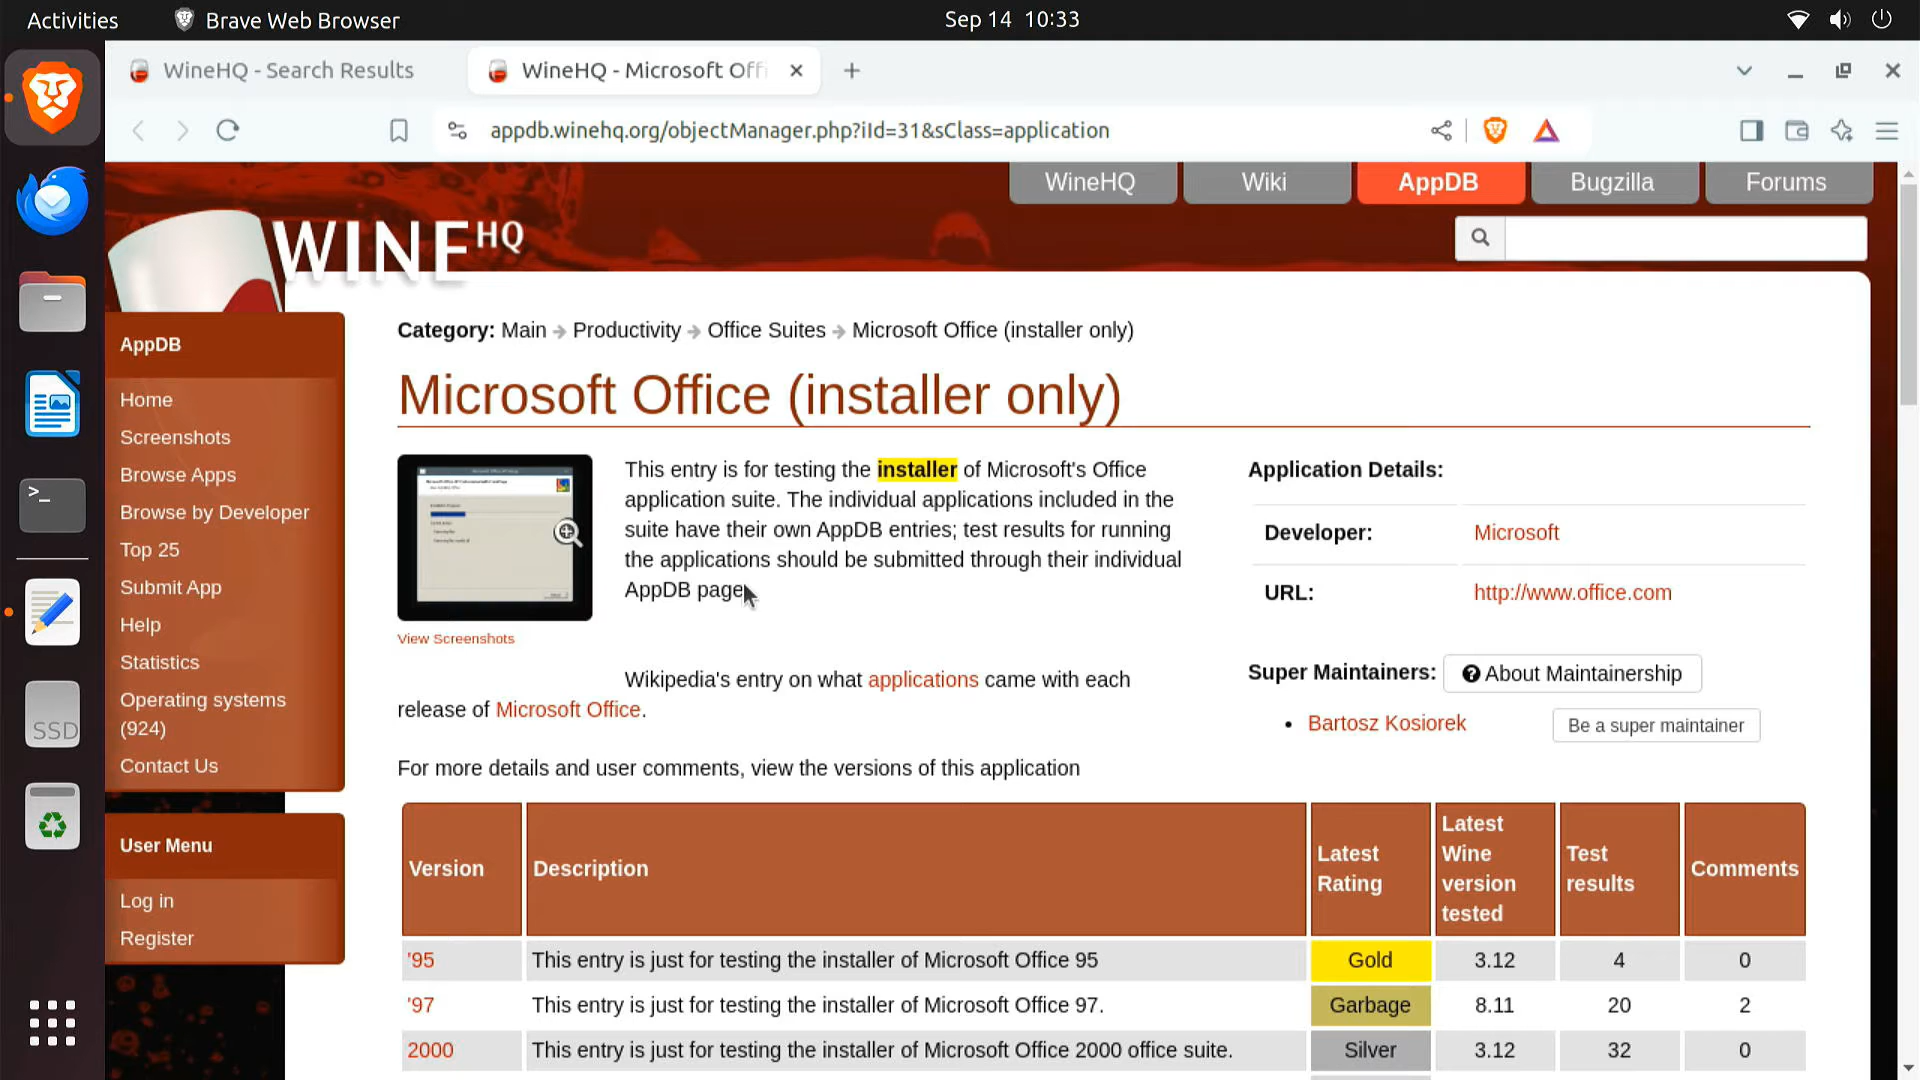 Activities
Brave Web Browser
Sep 14 10:33
WineHQ - Search Results
WineHQ - Microsoft Offi
appdb.winehq.org/objectManager.php?iId=31&sClass=application
WineHQ
Wiki
AppDB
Bugzilla
Forums
WINE HQ
AppDB
Home
Screenshots
Browse Apps
Browse by Developer
Top 25
Submit App
Help
Statistics
Operating systems
(924)
Contact Us
User Menu
Log in
Register
SSD
Category: Main Productivity Office Suites Microsoft Office (installer only)
Microsoft Office (installer only)
View Screenshots
This entry is for testing the installer of Microsoft's Office
application suite. The individual applications included in the
suite have their own AppDB entries; test results for running
the applications should be submitted through their individual
AppDB page
Wikipedia's entry on what applications came with each
release of Microsoft Office.
For more details and user comments, view the versions of this application
Application Details:
Developer: Microsoft
URL: http://www.office.com
Super Maintainers: About Maintainership
• Bartosz Kosiorek
Be a super maintainer
Version
Description
Latest
Rating
Latest
Wine
version
tested
Test
results
Comments
'95 This entry is just for testing the installer of Microsoft Office 95 Gold 3.12 4 0
'97 This entry is just for testing the installer of Microsoft Office 97. Garbage 8.11 20 2
2000 This entry is just for testing the installer of Microsoft Office 2000 office suite. Silver 3.12 32 0